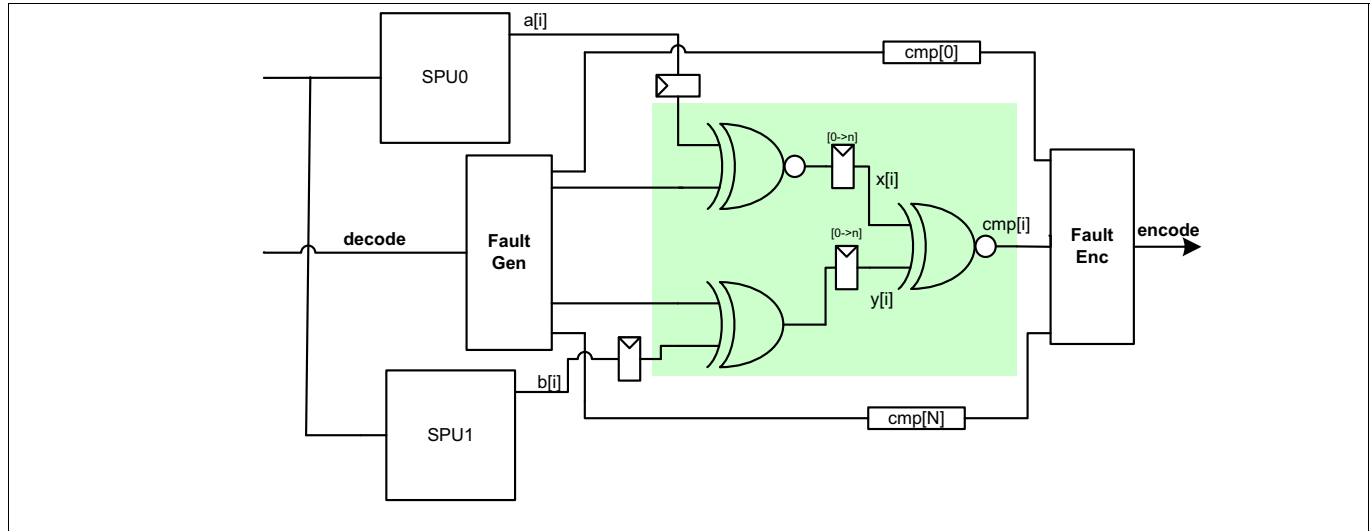 a[i]
SPU0
cmp[0]
[0->n]
x[i]
decode
Fault
Gen
[0->n]
cmp[i]
Fault
Enc
encode
y[i]
b[i]
SPU1
cmp[N]